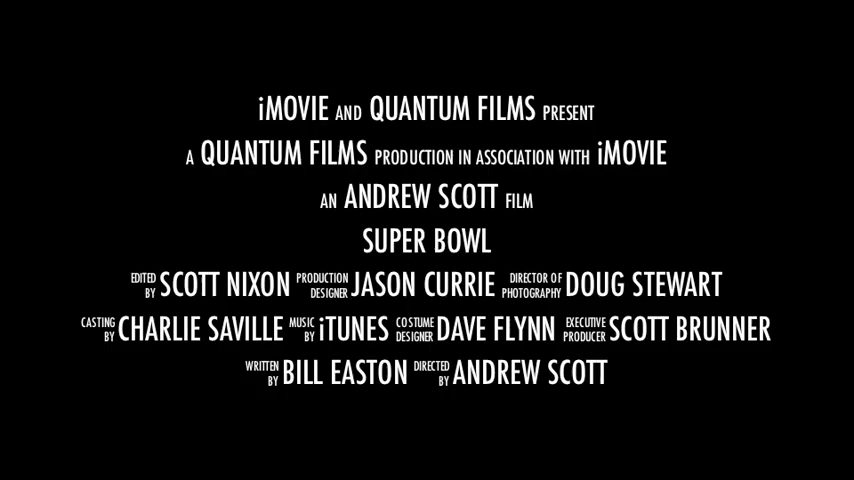 iMOVIE AND QUANTUM FILMS PRESENT
A QUANTUM FILMS PRODUCTION IN ASSOCIATION WITH iMOVIE
AN ANDREW SCOTT FILM
SUPER BOWL
EDITED BY SCOTT NIXON PRODUCTION DESIGNER JASON CURRIE DIRECTOR OF PHOTOGRAPHY DOUG STEWART
CASTING BY CHARLIE SAVILLE MUSIC BY iTUNES COSTUME DESIGNER DAVE FLYNN EXECUTIVE PRODUCER SCOTT BRUNNER
WRITTEN BY BILL EASTON DIRECTED BY ANDREW SCOTT